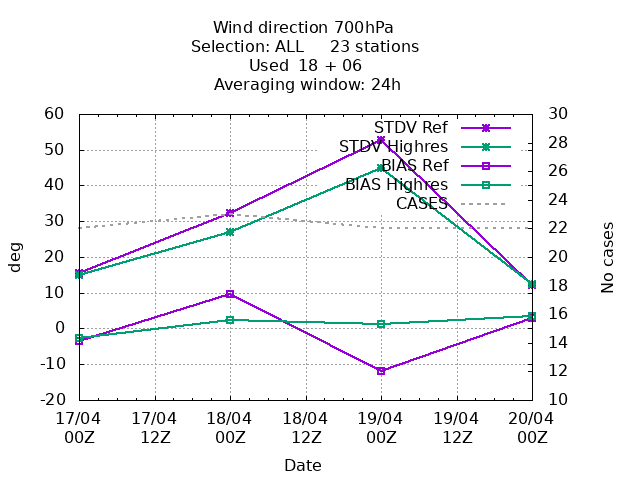 Wind direction 700hPa
Selection: ALL     23 stations
Used  18 + 06
Averaging window: 24h
60
50
40
30
20
10
0
-10
-20
deg
STDV Ref
STDV Highres
BIAS Ref
BIAS Highres
CASES
30
28
26
24
22
20
18
16
14
12
10
No cases
17/04 17/04 18/04 18/04 19/04 19/04 20/04
00Z 12Z 00Z 12Z 00Z 12Z 00Z
Date